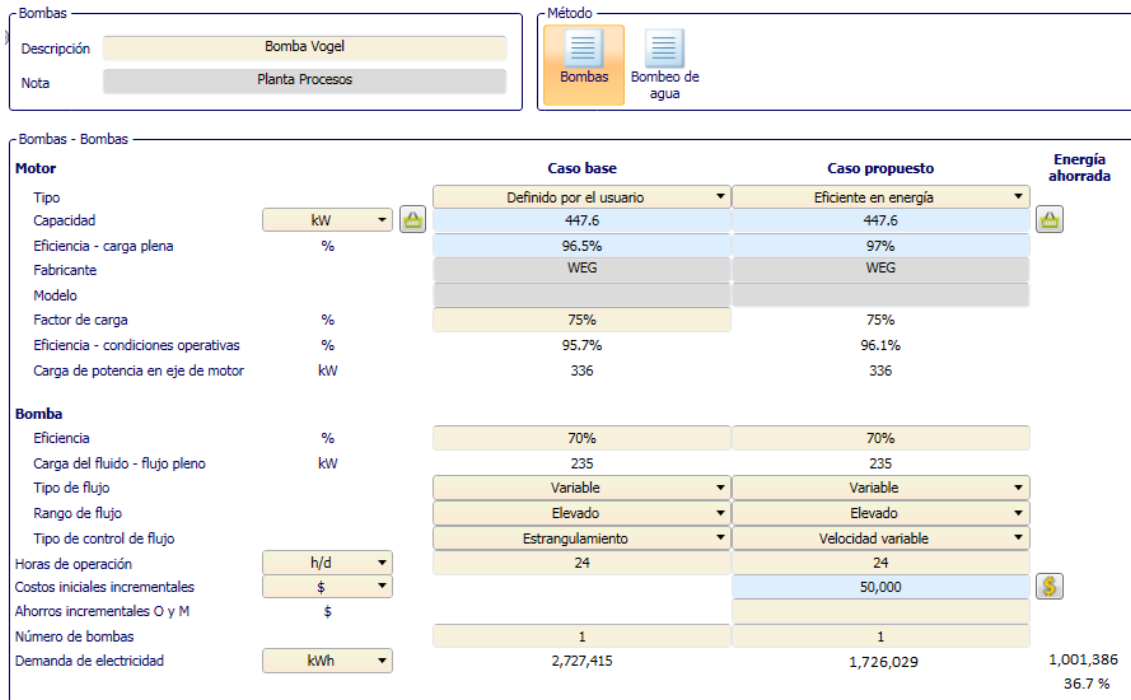 Bombas
Descripción Bomba Vogel
Nota Planta Procesos
Método
Bombas
Bombeo de
agua
Bombas - Bombas
Motor Caso base Caso propuesto Energía
ahorrada
Tipo Definido por el usuario Eficiente en energía
Capacidad kW 447.6 447.6
Eficiencia - carga plena % 96.5% 97%
Fabricante WEG WEG
Modelo
Factor de carga % 75% 75%
Eficiencia - condiciones operativas % 95.7% 96.1%
Carga de potencia en eje de motor kW 336 336
Bomba
Eficiencia % 70% 70%
Carga del fluido - flujo pleno kW 235 235
Tipo de flujo Variable Variable
Rango de flujo Elevado Elevado
Tipo de control de flujo Estrangulamiento Velocidad variable
Horas de operación h/d 24 24
Costos iniciales incrementales $ 50,000 $
Ahorros incrementales O y M $
Número de bombas 1 1
Demanda de electricidad kWh 2,727,415 1,726,029 1,001,386
36.7 %